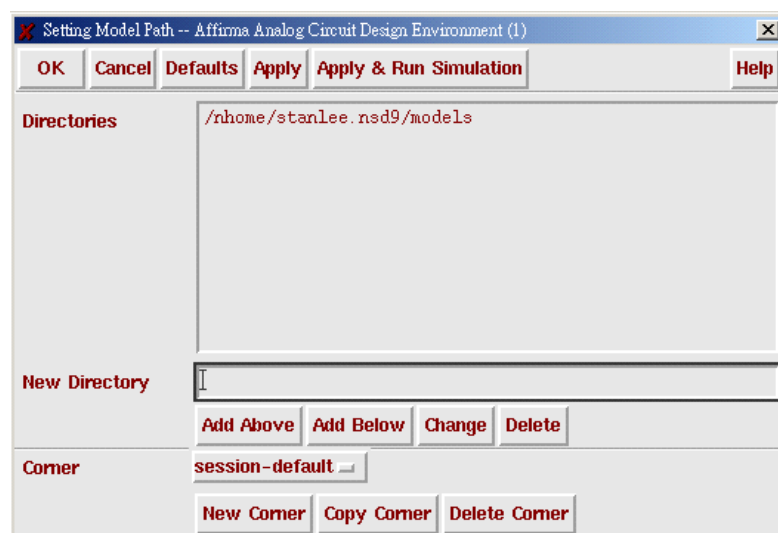 Setting Model Path -- Affirma Analog Circuit Design Environment (1)
OK Cancel Defaults Apply Apply & Run Simulation Help
Directories /nhome/stanlee.nsd9/models
New Directory
Add Above Add Below Change Delete
Corner session-default
New Corner Copy Corner Delete Corner